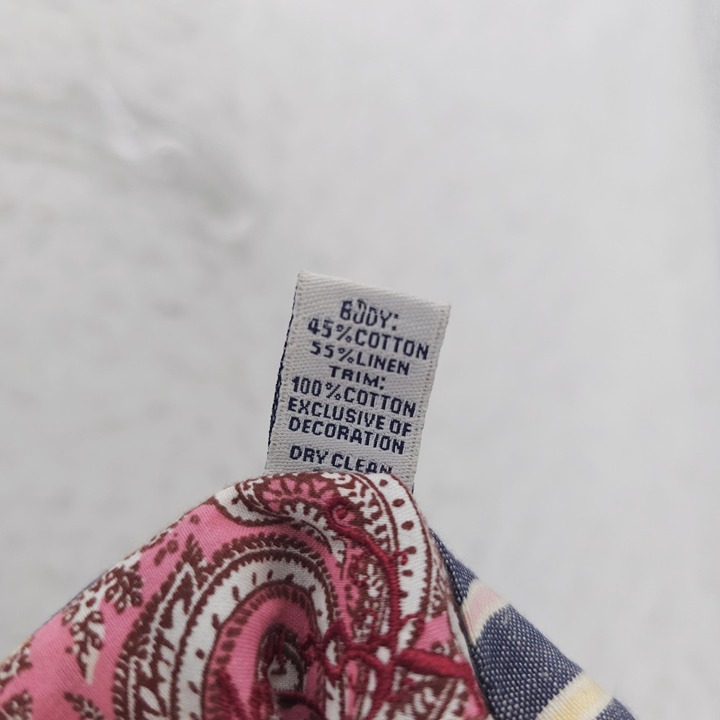 BODY:
45%COTTON
55%LINEN
TRIM:
100%COTTON
EXCLUSIVE OF
DECORATION
DRY CLEAN